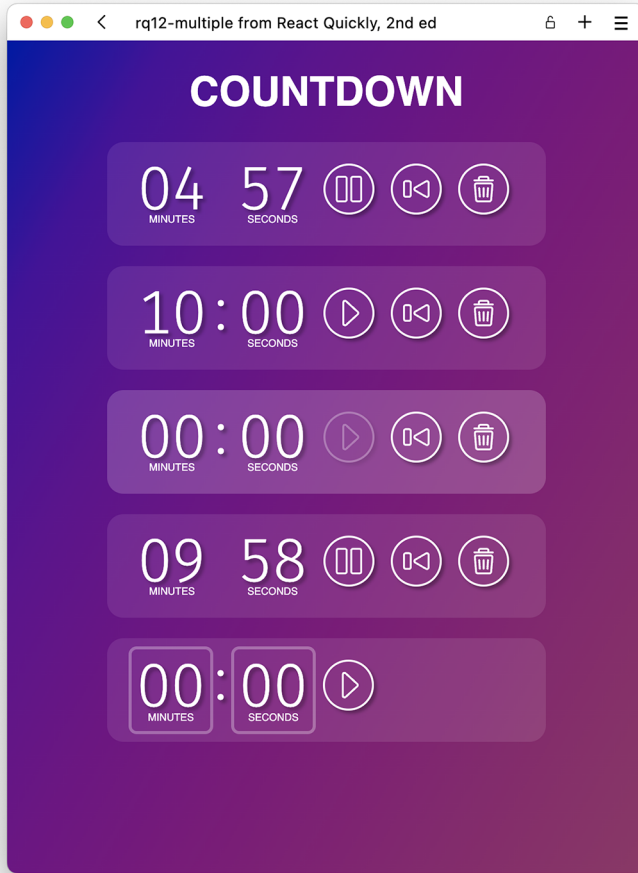 rq12-multiple from React Quickly, 2nd ed
COUNTDOWN
04 57
MINUTES SECONDS
10:00
MINUTES SECONDS
00:00
MINUTES SECONDS
09 58
MINUTES SECONDS
00:00
MINUTES SECONDS